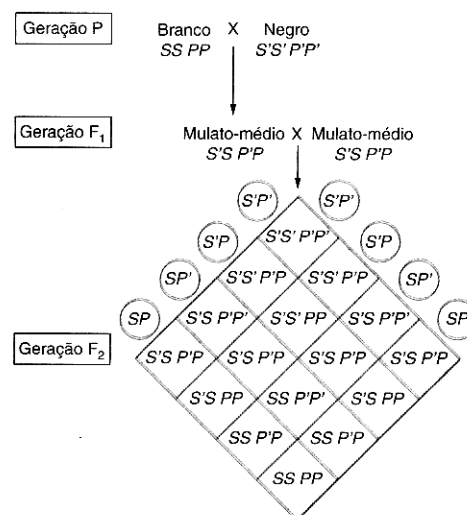 Geração P
Branco X Negro
SS PP S'S' P'P'
Geração F1
Mulato-médio X Mulato-médio
S'S P'P S'S P'P
S'P' S'P'
S'P S'S' P'P' S'P
SP' S'S' P'P S'S' P'P SP'
SP S'S P'P' S'S' PP S'S P'P' SP
Geração F2
S'S P'P S'S P'P S'S P'P S'S P'P
S'S PP SS P'P' S'S PP
SS P'P SS P'P
SS PP